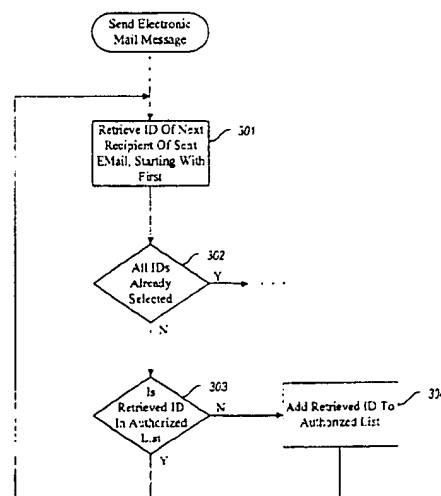 Send Electronic
Mail Message
Retrieve ID Of Next
Recipient Of Sent
EMail, Starting With
First
301
All IDs
Already
Selected
302
Y
N
Is
Retrieved ID
In Authorized
List
303
N
Add Retrieved ID To
Authorized List
Y